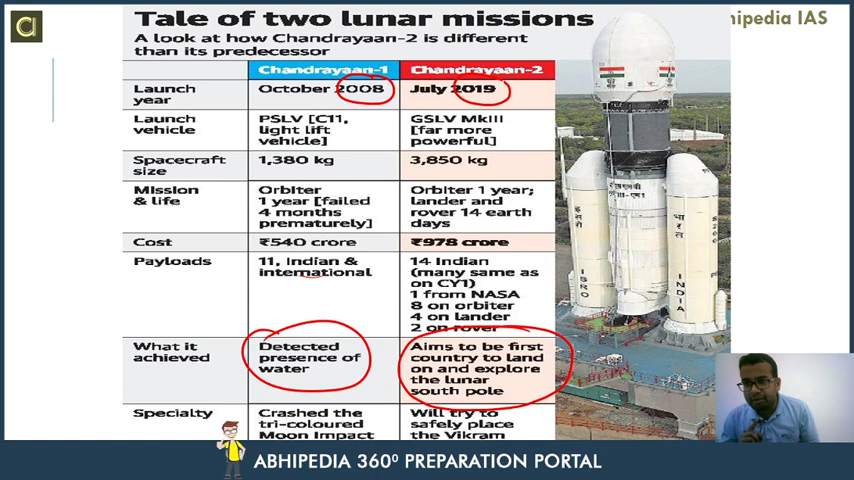 Tale of two lunar missions
hipedia IAS
A look at how Chandrayaan-2 is different
than its predecessor
Chandrayaan-1 Chandrayaan-2
Launch year October 2008 July 2019
Launch vehicle PSLV [C11, light lift vehicle] GSLV MkIII [far more powerful]
Spacecraft size 1,380 kg 3,850 kg
Mission & life Orbiter 1 year [failed 4 months prematurely] Orbiter 1 year; lander and rover 14 earth days
Cost ₹540 crore ₹978 crore
Payloads 11, Indian & international 14 Indian (many same as on CY1) 1 from NASA 8 on orbiter 4 on lander 2 on rover
What it achieved Detected presence of water Aims to be first country to land on and explore the lunar south pole
Specialty Crashed the tri-coloured Moon Impact Will try to safely place the Vikram
इसरो
भारत
ISRO
INDIA
ABHIPEDIA 360⁰ PREPARATION PORTAL